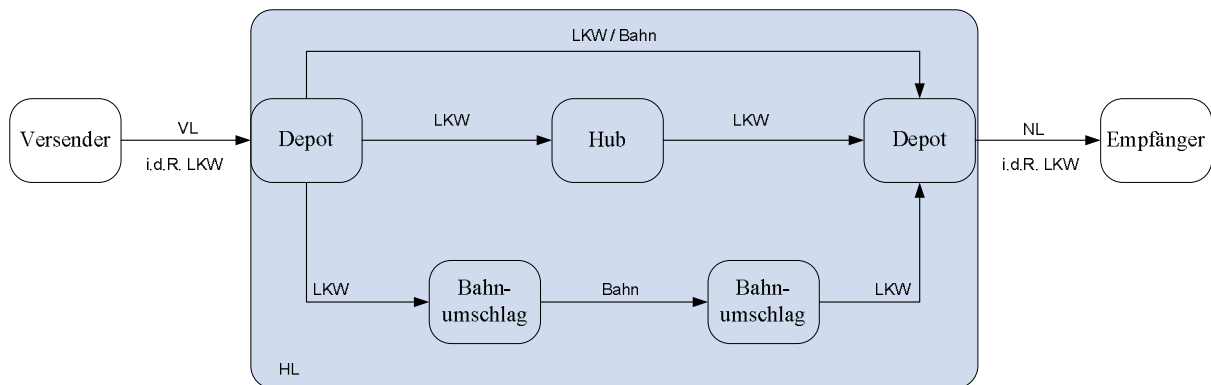 LKW / Bahn
Versender
VL
i.d.R. LKW
Depot
LKW
Hub
LKW
Depot
NL
i.d.R. LKW
Empfänger
LKW
Bahn-
umschlag
Bahn
Bahn-
umschlag
LKW
HL